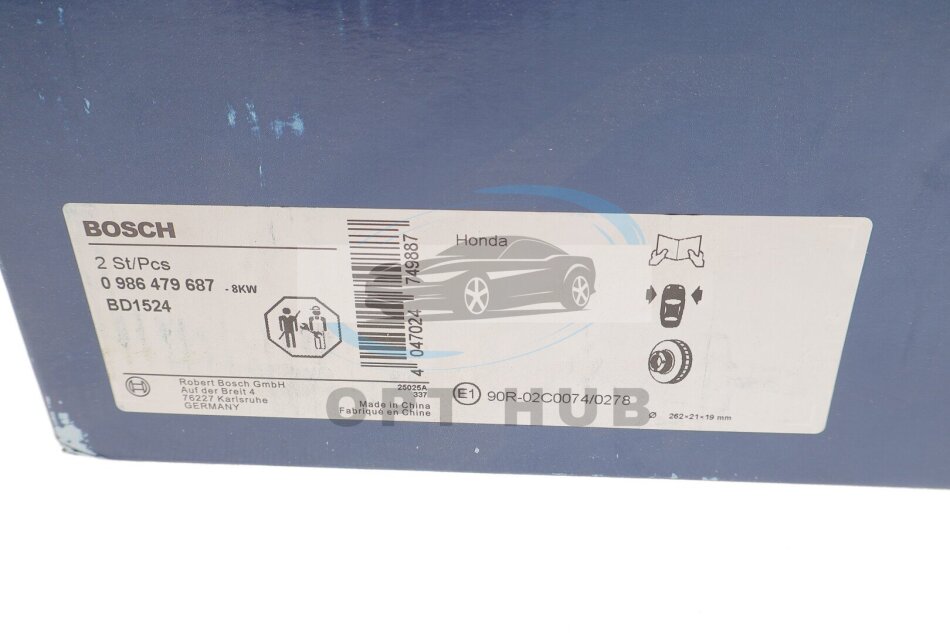 BOSCH
2 St/Pcs
0 986 479 687 - 8KW
BD1524
4 047024 749887
Honda
Robert Bosch GmbH
Auf der Breit 4
76227 Karlsruhe
GERMANY
25025A
337
Made in China
Fabriqué en Chine
E1 90R-02C0074/0278
Ø 262×21×19 mm
OPT HUB